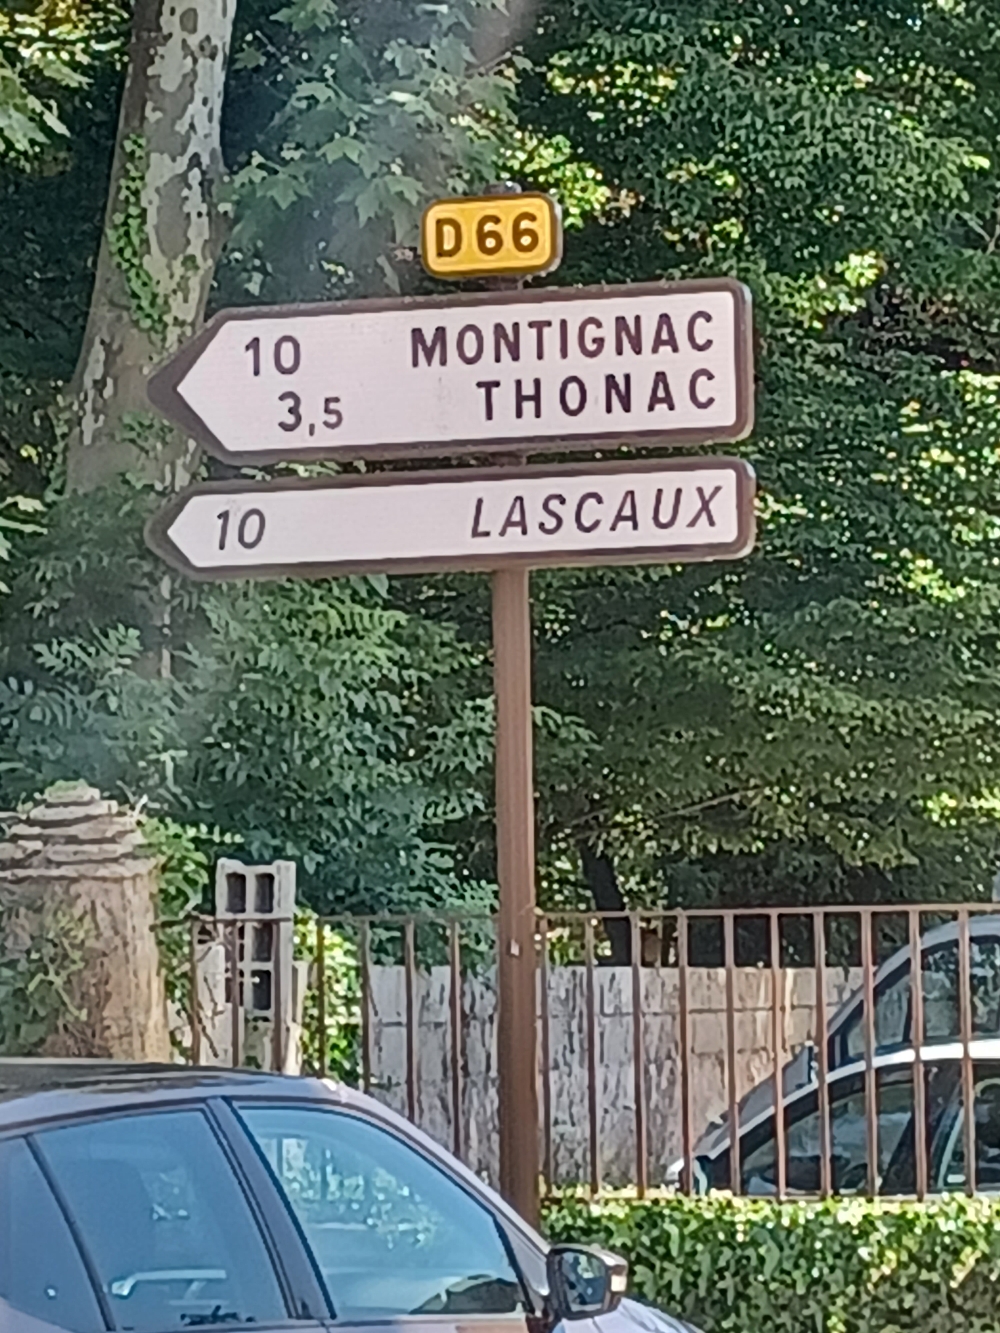 D66
10 MONTIGNAC
3,5 THONAC
10 LASCAUX